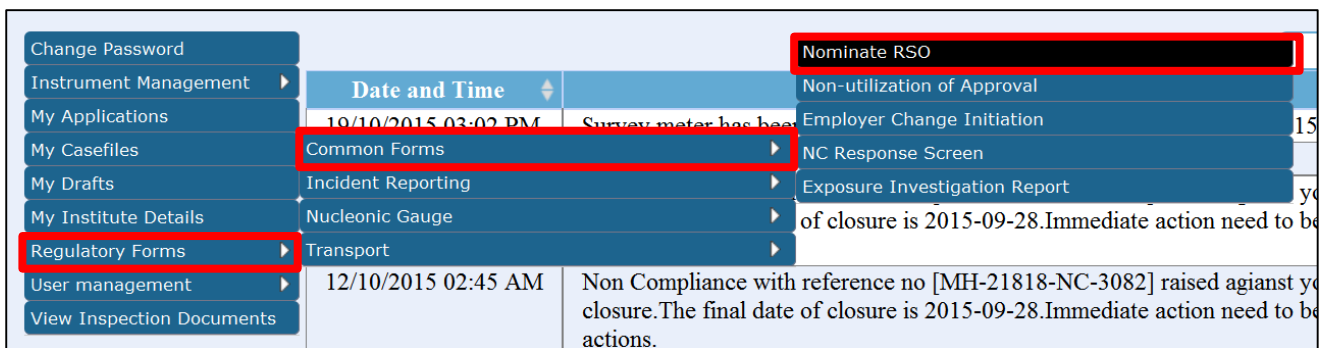 Change Password
Instrument Management
My Applications
My Casefiles
My Drafts
My Institute Details
Regulatory Forms
User management
View Inspection Documents
Common Forms
Incident Reporting
Nucleonic Gauge
Transport
Nominate RSO
Non-utilization of Approval
Employer Change Initiation
NC Response Screen
Exposure Investigation Report
Date and Time
19/10/2015 03:02 PM Survey meter has been 15
of closure is 2015-09-28.Immediate action need to be
12/10/2015 02:45 AM Non Compliance with reference no [MH-21818-NC-3082] raised agianst
closure.The final date of closure is 2015-09-28.Immediate action need to be
actions.